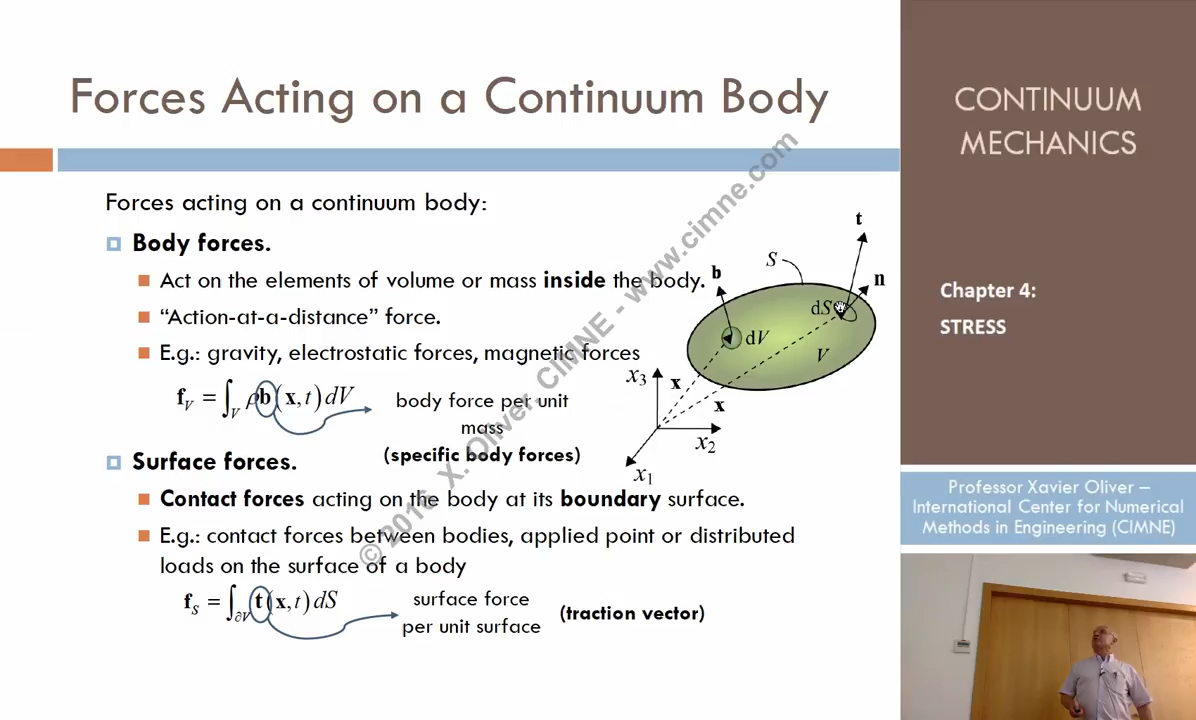 Forces Acting on a Continuum Body
Forces acting on a continuum body:
Body forces.
Act on the elements of volume or mass inside the body.
“Action-at-a-distance” force.
E.g.: gravity, electrostatic forces, magnetic forces
f_V = ∫_V ρb(x,t)dV
body force per unit
mass
(specific body forces)
Surface forces.
Contact forces acting on the body at its boundary surface.
E.g.: contact forces between bodies, applied point or distributed
loads on the surface of a body
f_S = ∫_∂V t(x,t)dS
surface force
per unit surface
(traction vector)
t
S
b
n
dS
dV
V
x3
x
x
x2
x1
© 2016 X. Oliver, CIMNE - www.cimne.com
CONTINUUM
MECHANICS
Chapter 4:
STRESS
Professor Xavier Oliver –
International Center for Numerical
Methods in Engineering (CIMNE)